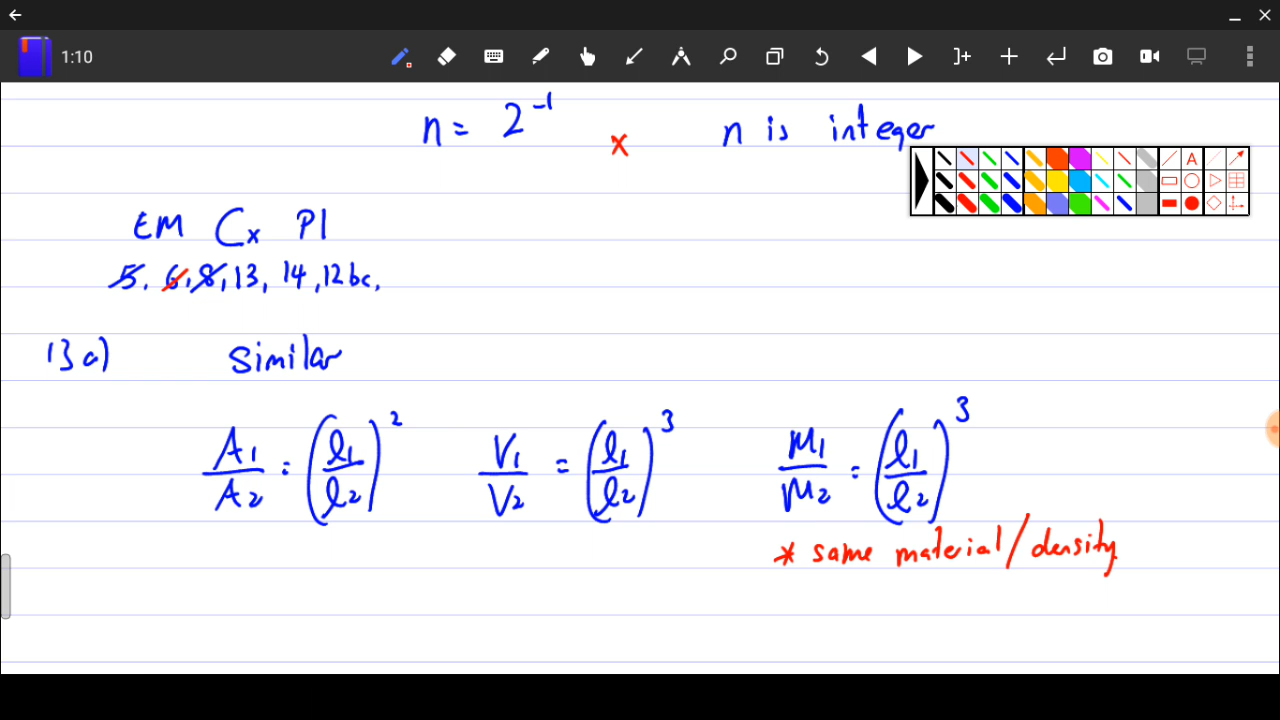 1:10
n = 2⁻¹ x n is integer
EM Cx P1
5, 6, 8, 13, 14, 12bc,
13a) Similar
A₁/A₂ = (l₁/l₂)² V₁/V₂ = (l₁/l₂)³ M₁/M₂ = (l₁/l₂)³
* same material/density